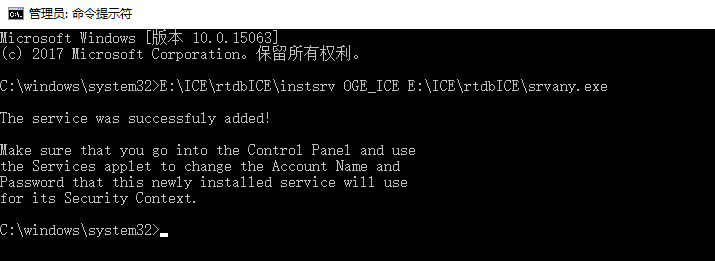 管理员: 命令提示符
Microsoft Windows [版本 10.0.15063]
(c) 2017 Microsoft Corporation。保留所有权利。
C:\windows\system32>E:\ICE\rtdbICE\instsrv OGE_ICE E:\ICE\rtdbICE\srvany.exe
The service was successfuly added!
Make sure that you go into the Control Panel and use
the Services applet to change the Account Name and
Password that this newly installed service will use
for its Security Context.
C:\windows\system32>